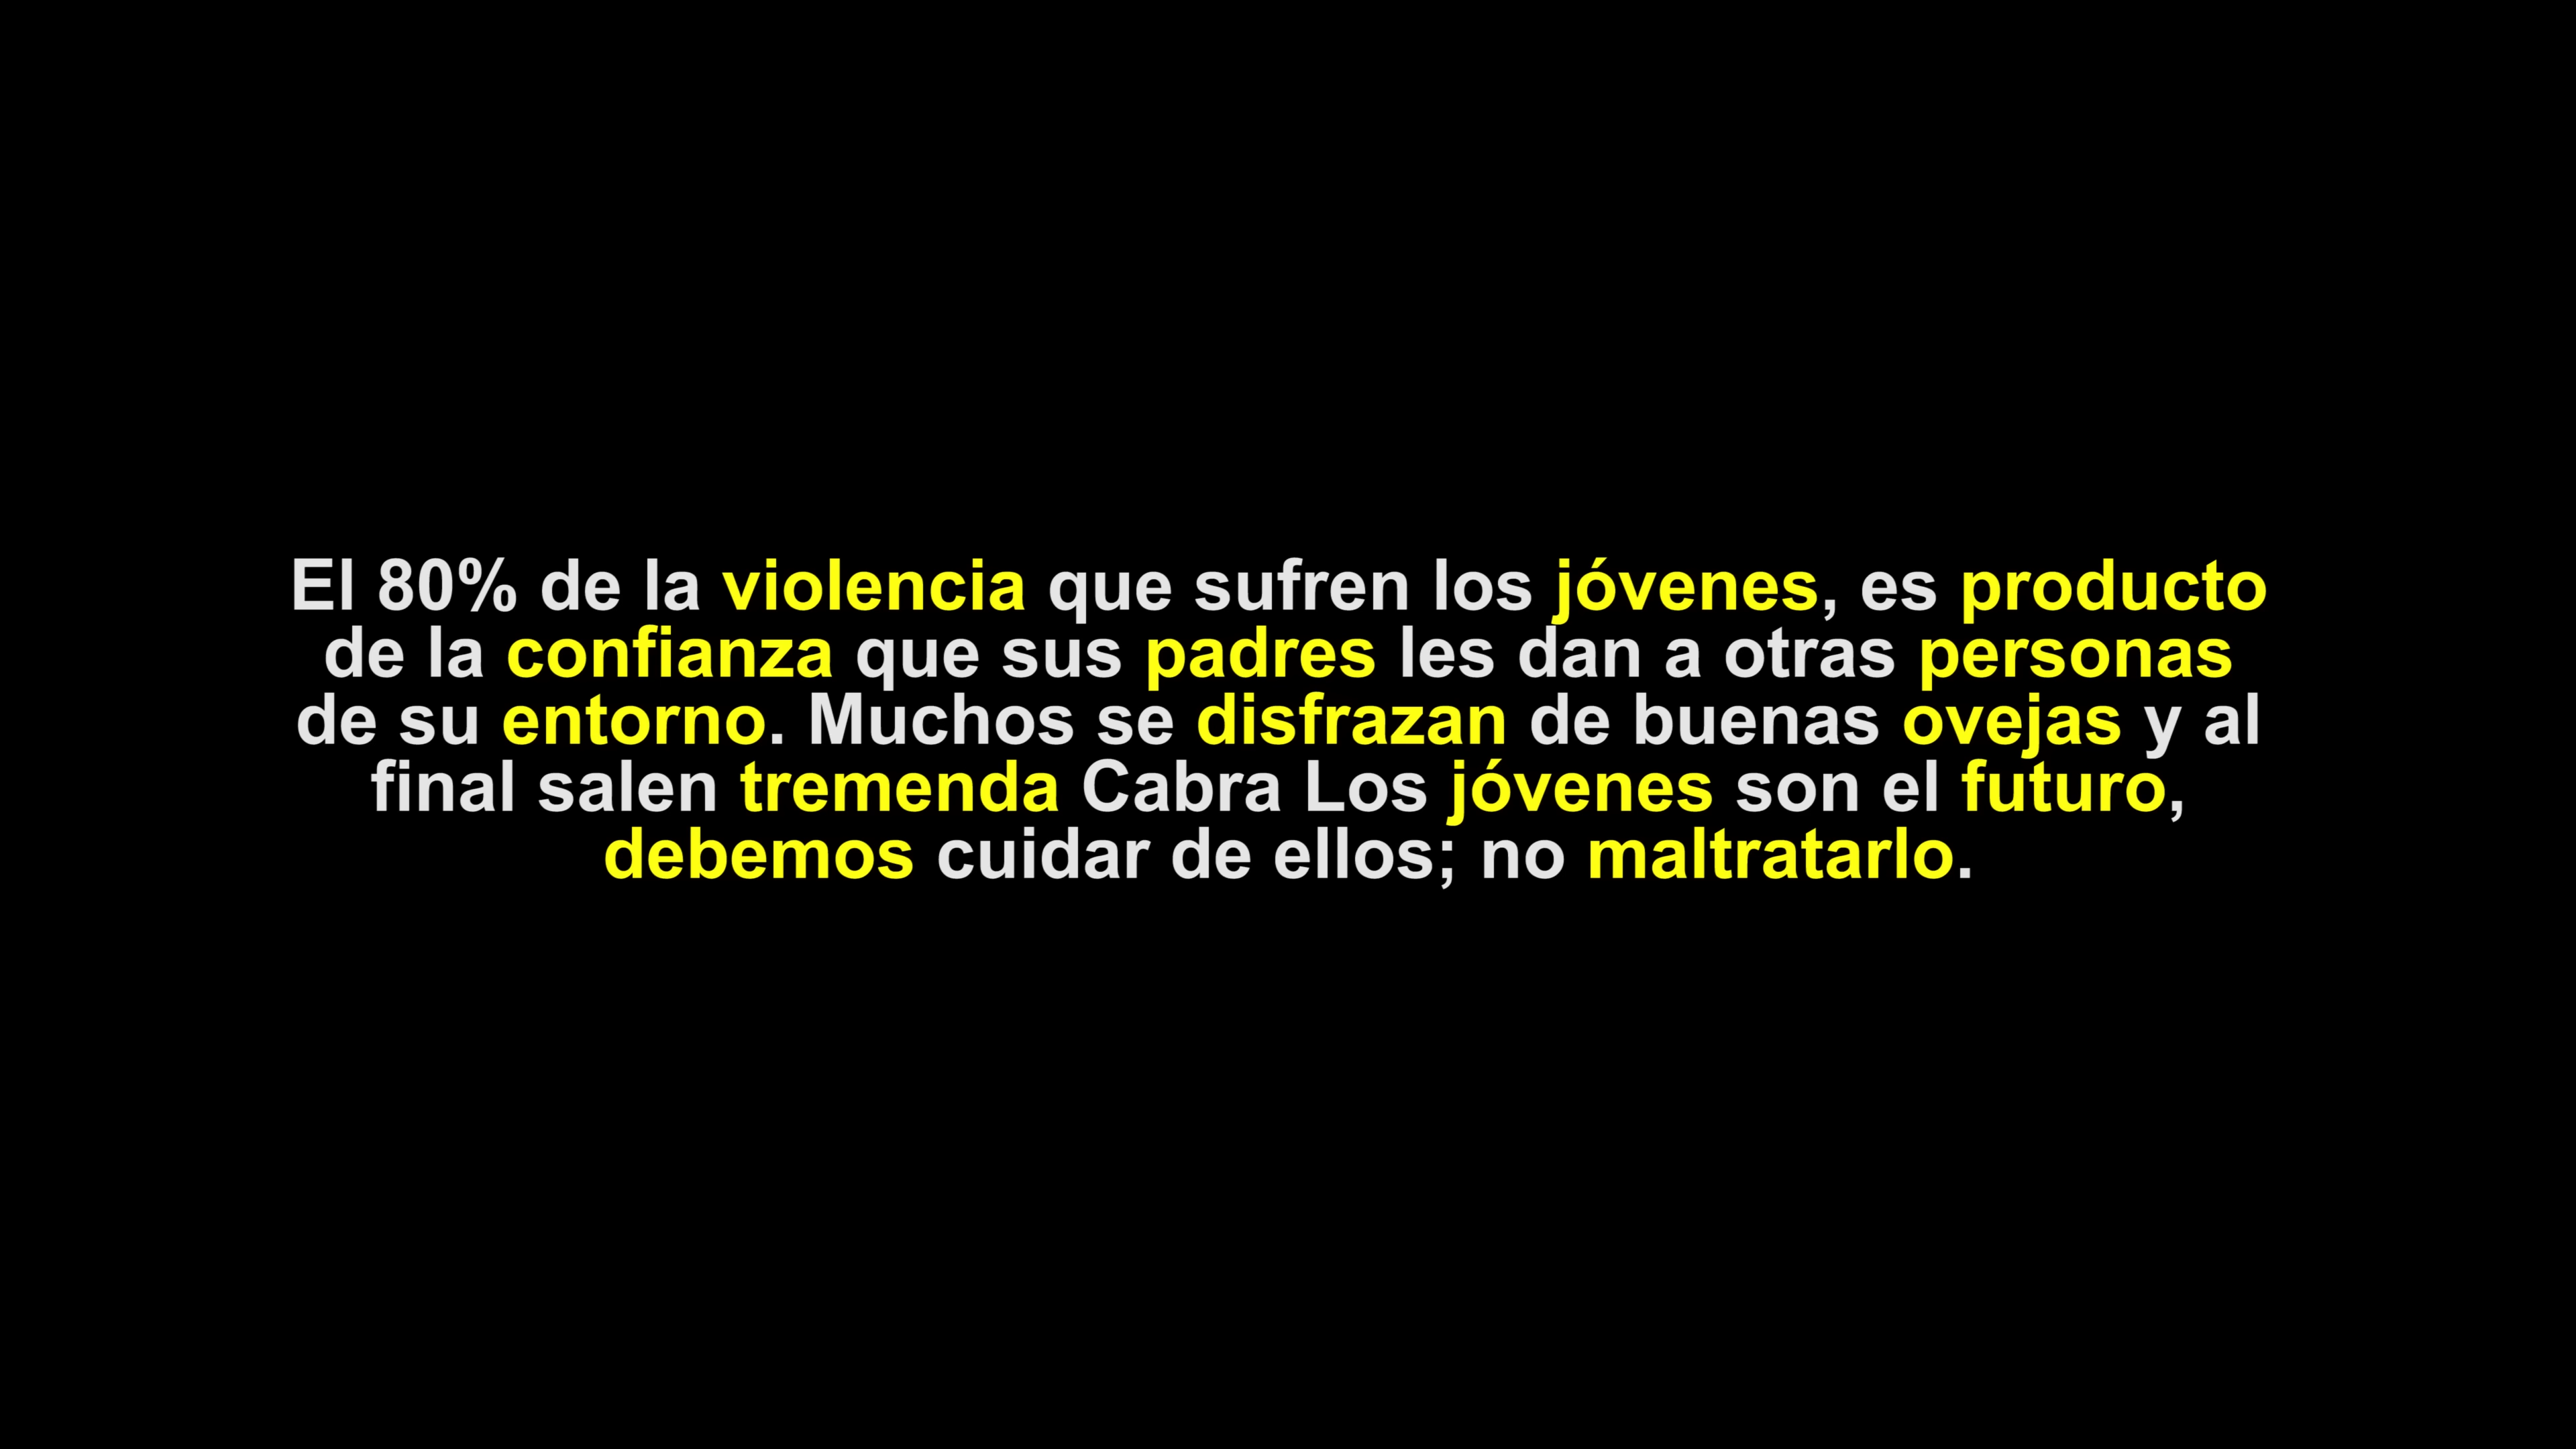 El 80% de la violencia que sufren los jóvenes, es producto
de la confianza que sus padres les dan a otras personas
de su entorno. Muchos se disfrazan de buenas ovejas y al
final salen tremenda Cabra Los jóvenes son el futuro,
debemos cuidar de ellos; no maltratarlo.